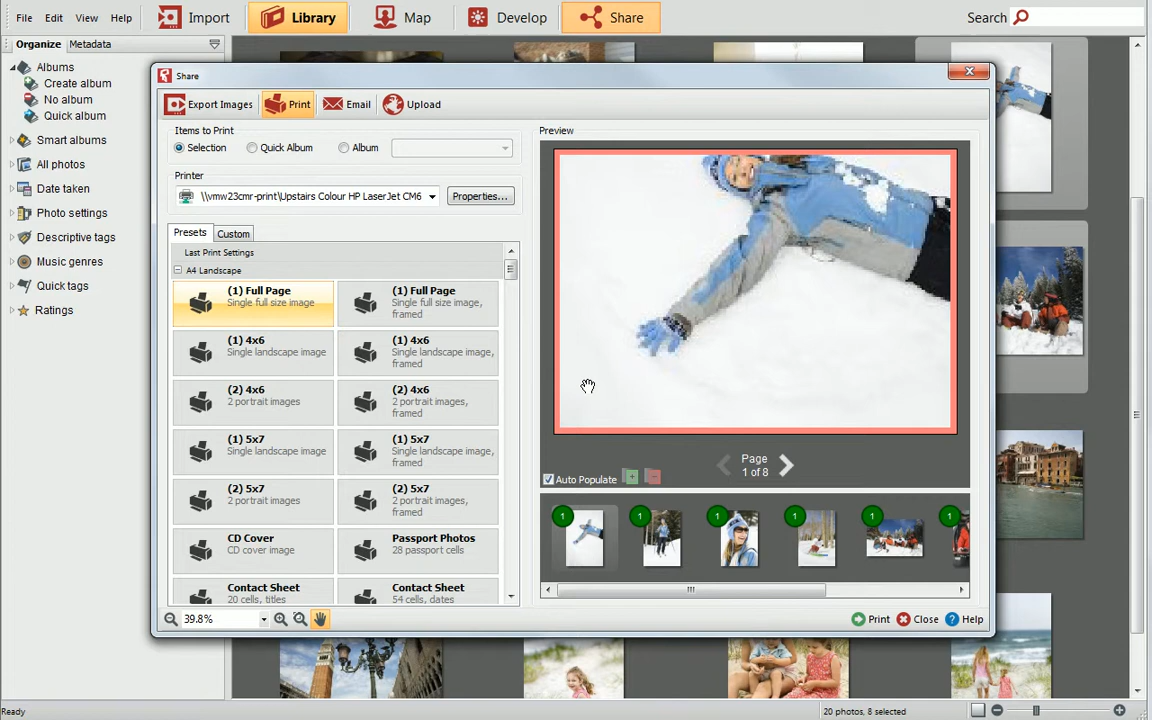 File Edit View Help Import Library Map Develop Share Search
Organize Metadata
Albums
Create album
No album
Quick album
Smart albums
All photos
Date taken
Photo settings
Descriptive tags
Music genres
Quick tags
Ratings
Share
Export Images Print Email Upload
Items to Print
Selection Quick Album Album
Printer
\\vmw23cmr-print\Upstairs Colour HP LaserJet CM6 Properties...
Presets Custom
Last Print Settings
A4 Landscape
(1) Full Page
Single full size image
(1) Full Page
Single full size image,
framed
(1) 4x6
Single landscape image
(1) 4x6
Single landscape image,
framed
(2) 4x6
2 portrait images
(2) 4x6
2 portrait images,
framed
(1) 5x7
Single landscape image
(1) 5x7
Single landscape image,
framed
(2) 5x7
2 portrait images
(2) 5x7
2 portrait images,
framed
CD Cover
CD cover image
Passport Photos
28 passport cells
Contact Sheet
20 cells, titles
Contact Sheet
54 cells, dates
39.8%
Preview
Page
1 of 8
Auto Populate
1 1 1 1 1 1
Print Close Help
Ready
20 photos, 8 selected